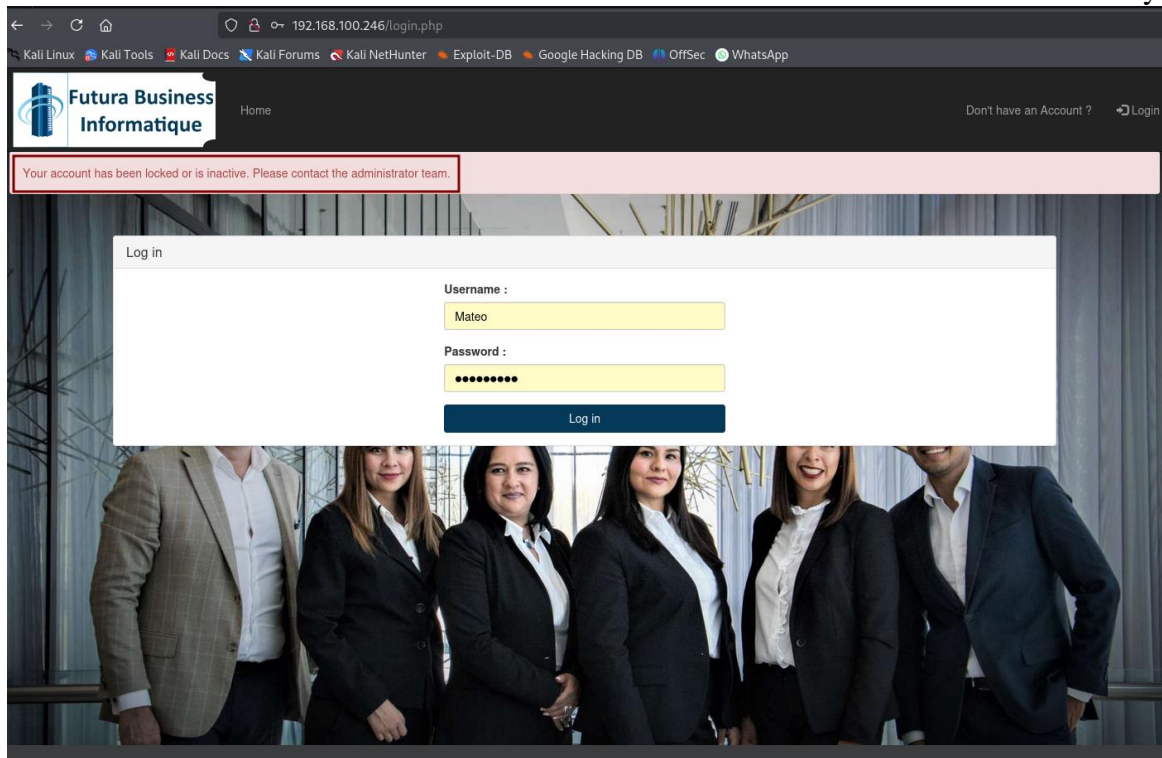 192.168.100.246/login.php
Kali Linux Kali Tools Kali Docs Kali Forums Kali NetHunter Exploit-DB Google Hacking DB OffSec WhatsApp
Futura Business
Informatique
Home
Don't have an Account ?
Login
Your account has been locked or is inactive. Please contact the administrator team.
Log in
Username :
Mateo
Password :
●●●●●●●●●
Log in